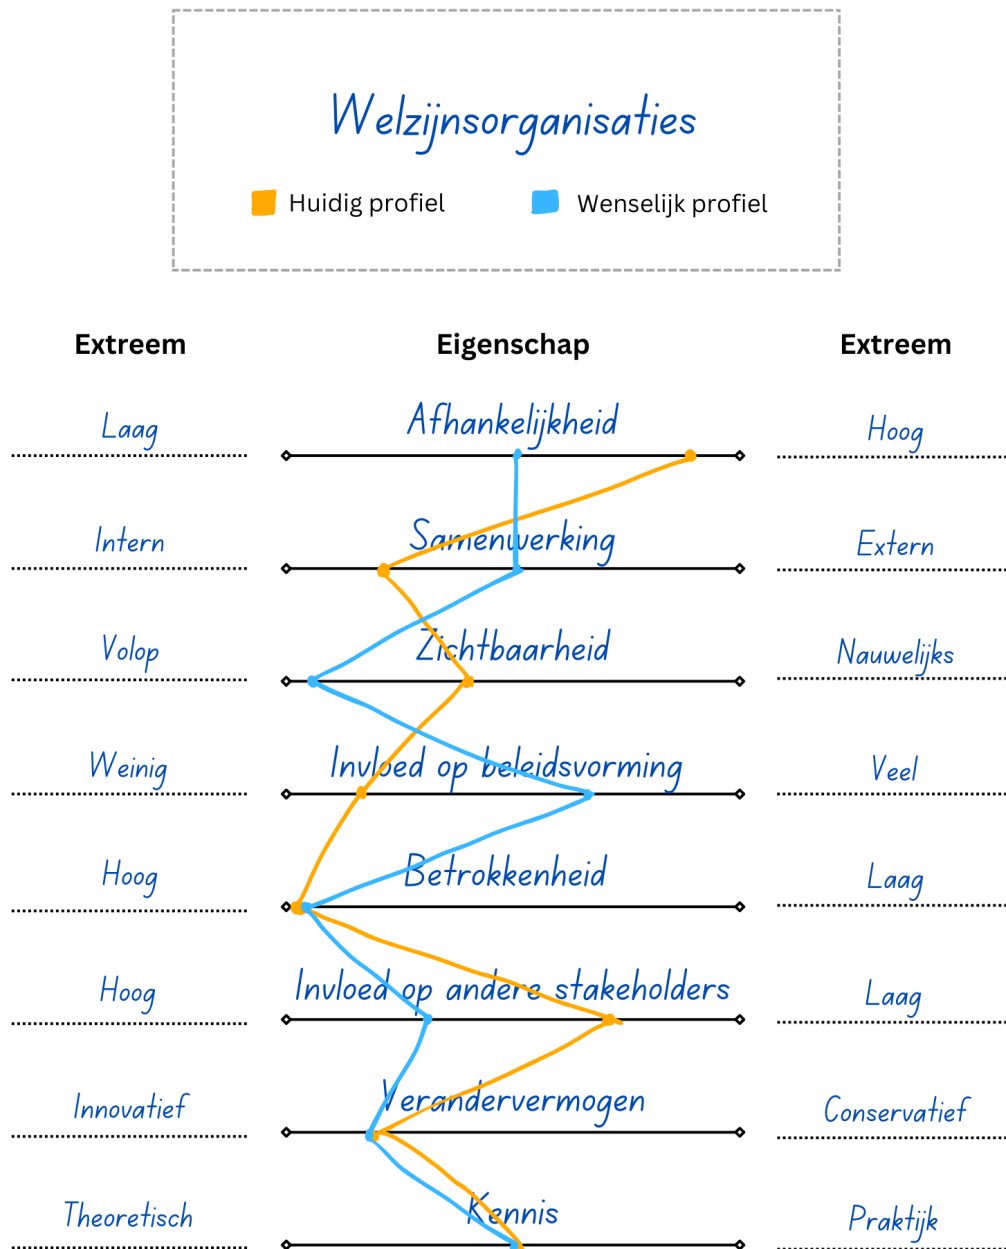 Welzijnsorganisaties
Huidig profiel Wenselijk profiel
Extreem Eigenschap Extreem
Laag Afhankelijkheid Hoog
Intern Samenwerking Extern
Volop Zichtbaarheid Nauwelijks
Weinig Invloed op beleidsvorming Veel
Hoog Betrokkenheid Laag
Hoog Invloed op andere stakeholders Laag
Innovatief Verandervermogen Conservatief
Theoretisch Kennis Praktijk